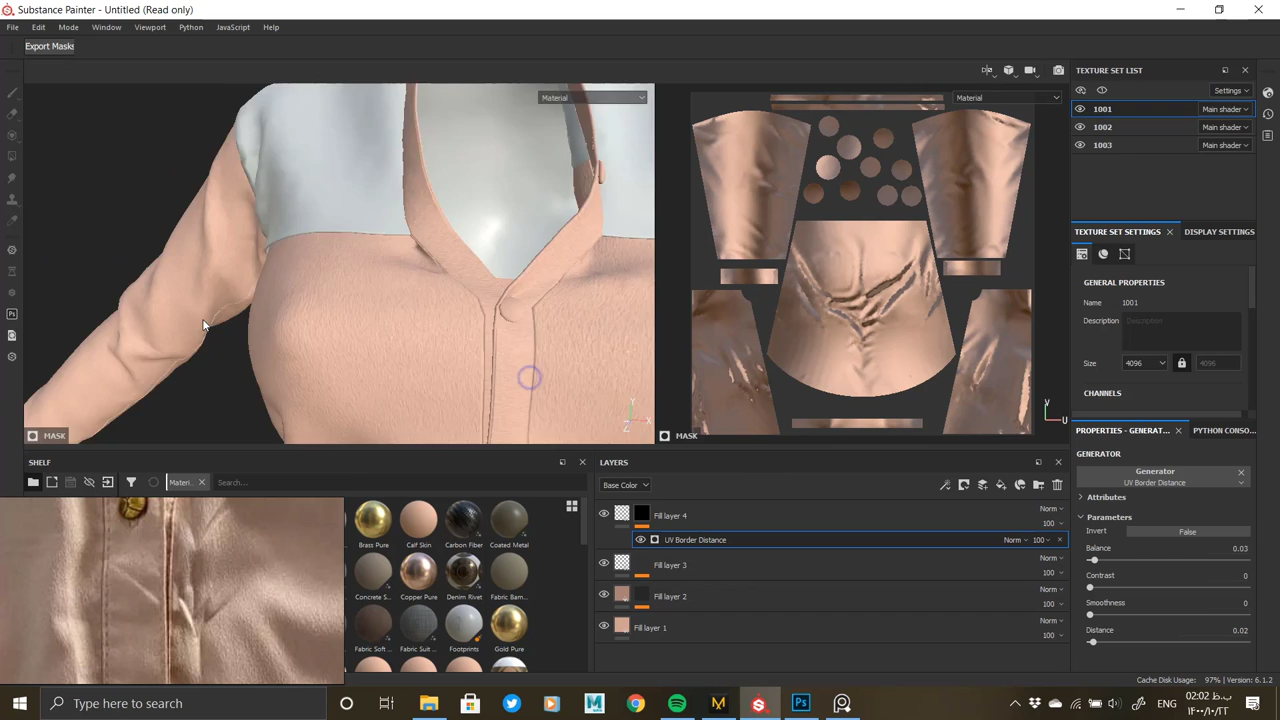 Substance Painter - Untitled (Read only)
File Edit Mode Window Viewport Python JavaScript Help
Export Masks
Material
Material
MASK
MASK
TEXTURE SET LIST
Settings
1001 Main shader
1002 Main shader
1003 Main shader
TEXTURE SET SETTINGS DISPLAY SETTINGS
GENERAL PROPERTIES
Name 1001
Description Description
Size 4096 4096
CHANNELS
PROPERTIES - GENERAT... PYTHON CONSO...
GENERATOR
Generator
UV Border Distance
Attributes
Parameters
Invert False
Balance 0.03
Contrast 0
Smoothness 0
Distance 0.02
SHELF
Materi... Search...
Brass Pure Calf Skin Carbon Fiber Coated Metal
Concrete S... Copper Pure Denim Rivet Fabric Bam...
Fabric Soft ... Fabric Suit ... Footprints Gold Pure
LAYERS
Base Color
Fill layer 4 Norm 100
UV Border Distance Norm 100
Fill layer 3 Norm 100
Fill layer 2 Norm 100
Fill layer 1 Norm 100
Cache Disk Usage: 97% | Version: 6.1.2
Type here to search
02:02 ب.ظ